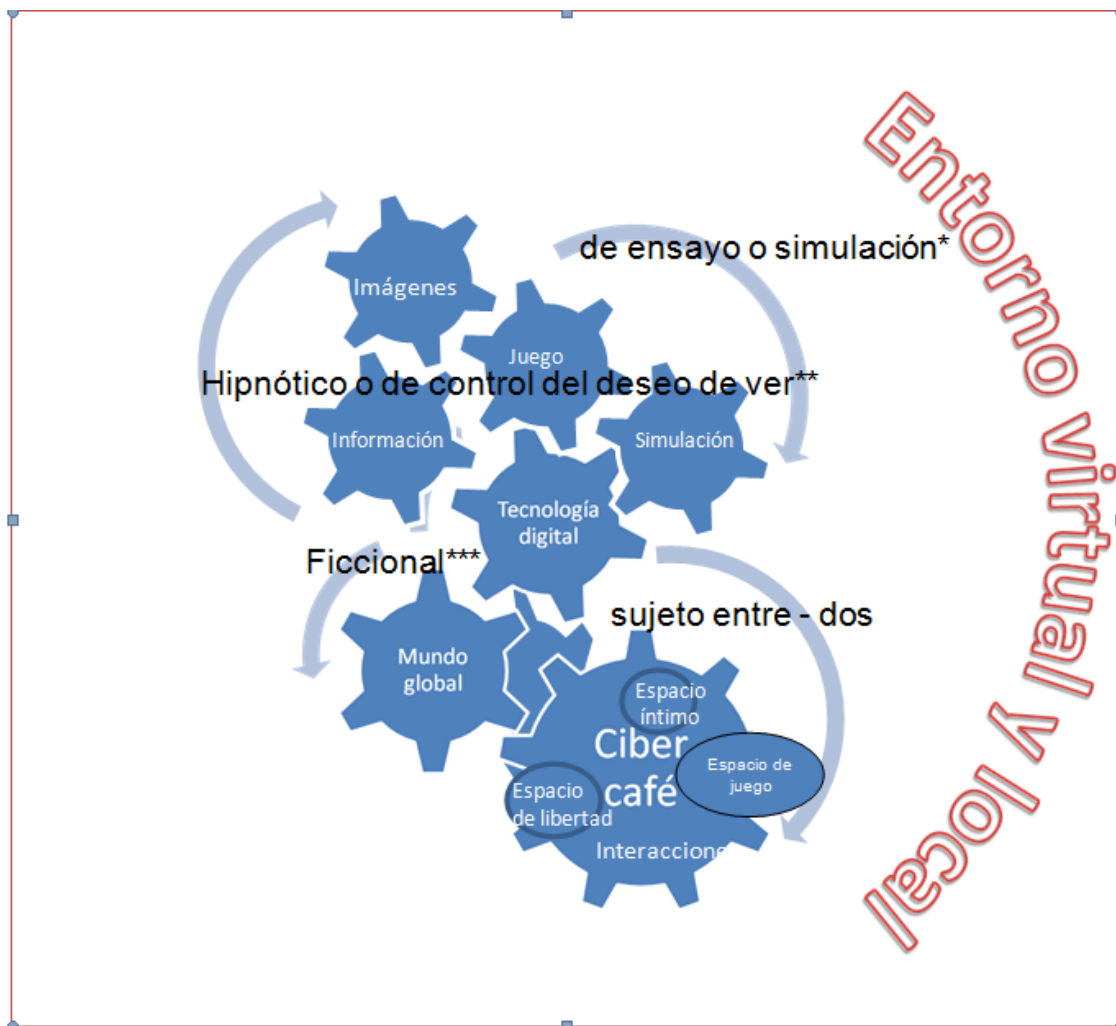 Entorno virtual y local
de ensayo o simulación*
Imágenes
Juego
Hipnótico o de control del deseo de ver**
Información
Simulación
Tecnología
digital
Ficcional***
sujeto entre - dos
Mundo
global
Espacio
íntimo
Ciber
café
Espacio de
juego
Espacio
de libertad
Interaccione